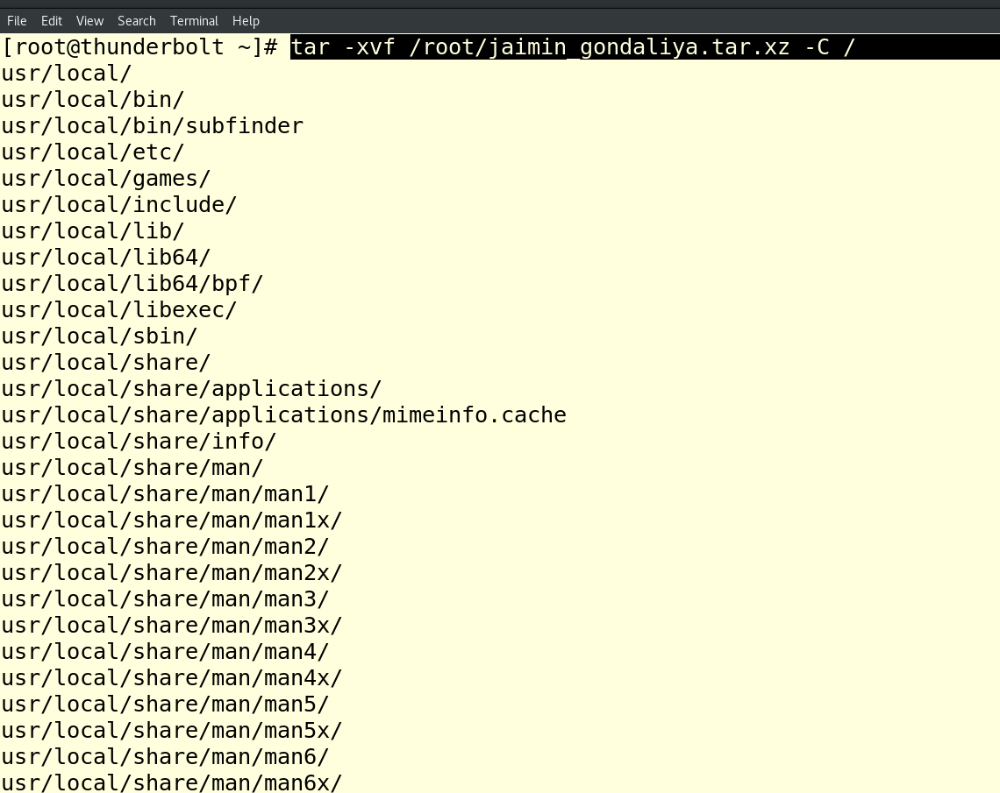 File Edit View Search Terminal Help
[root@thunderbolt ~]# tar -xvf /root/jaimin_gondaliya.tar.xz -C /
usr/local/
usr/local/bin/
usr/local/bin/subfinder
usr/local/etc/
usr/local/games/
usr/local/include/
usr/local/lib/
usr/local/lib64/
usr/local/lib64/bpf/
usr/local/libexec/
usr/local/sbin/
usr/local/share/
usr/local/share/applications/
usr/local/share/applications/mimeinfo.cache
usr/local/share/info/
usr/local/share/man/
usr/local/share/man/man1/
usr/local/share/man/man1x/
usr/local/share/man/man2/
usr/local/share/man/man2x/
usr/local/share/man/man3/
usr/local/share/man/man3x/
usr/local/share/man/man4/
usr/local/share/man/man4x/
usr/local/share/man/man5/
usr/local/share/man/man5x/
usr/local/share/man/man6/
usr/local/share/man/man6x/